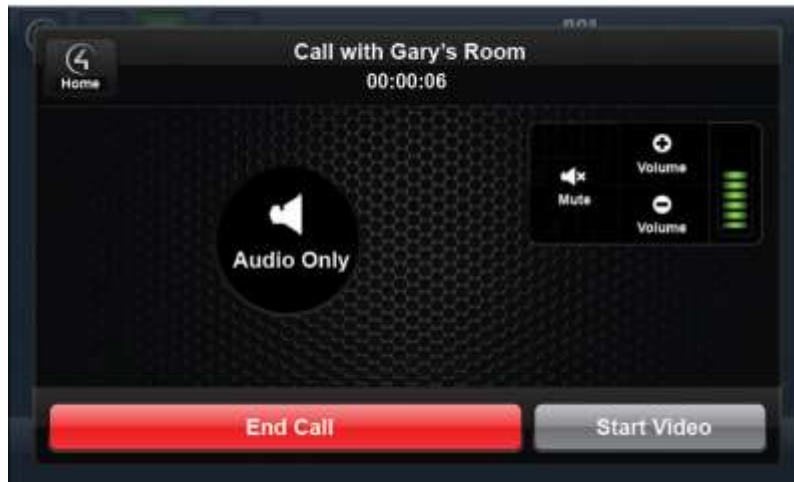 Call with Gary's Room
00:00:06
Home
Audio Only
Mute
Volume
Volume
End Call
Start Video